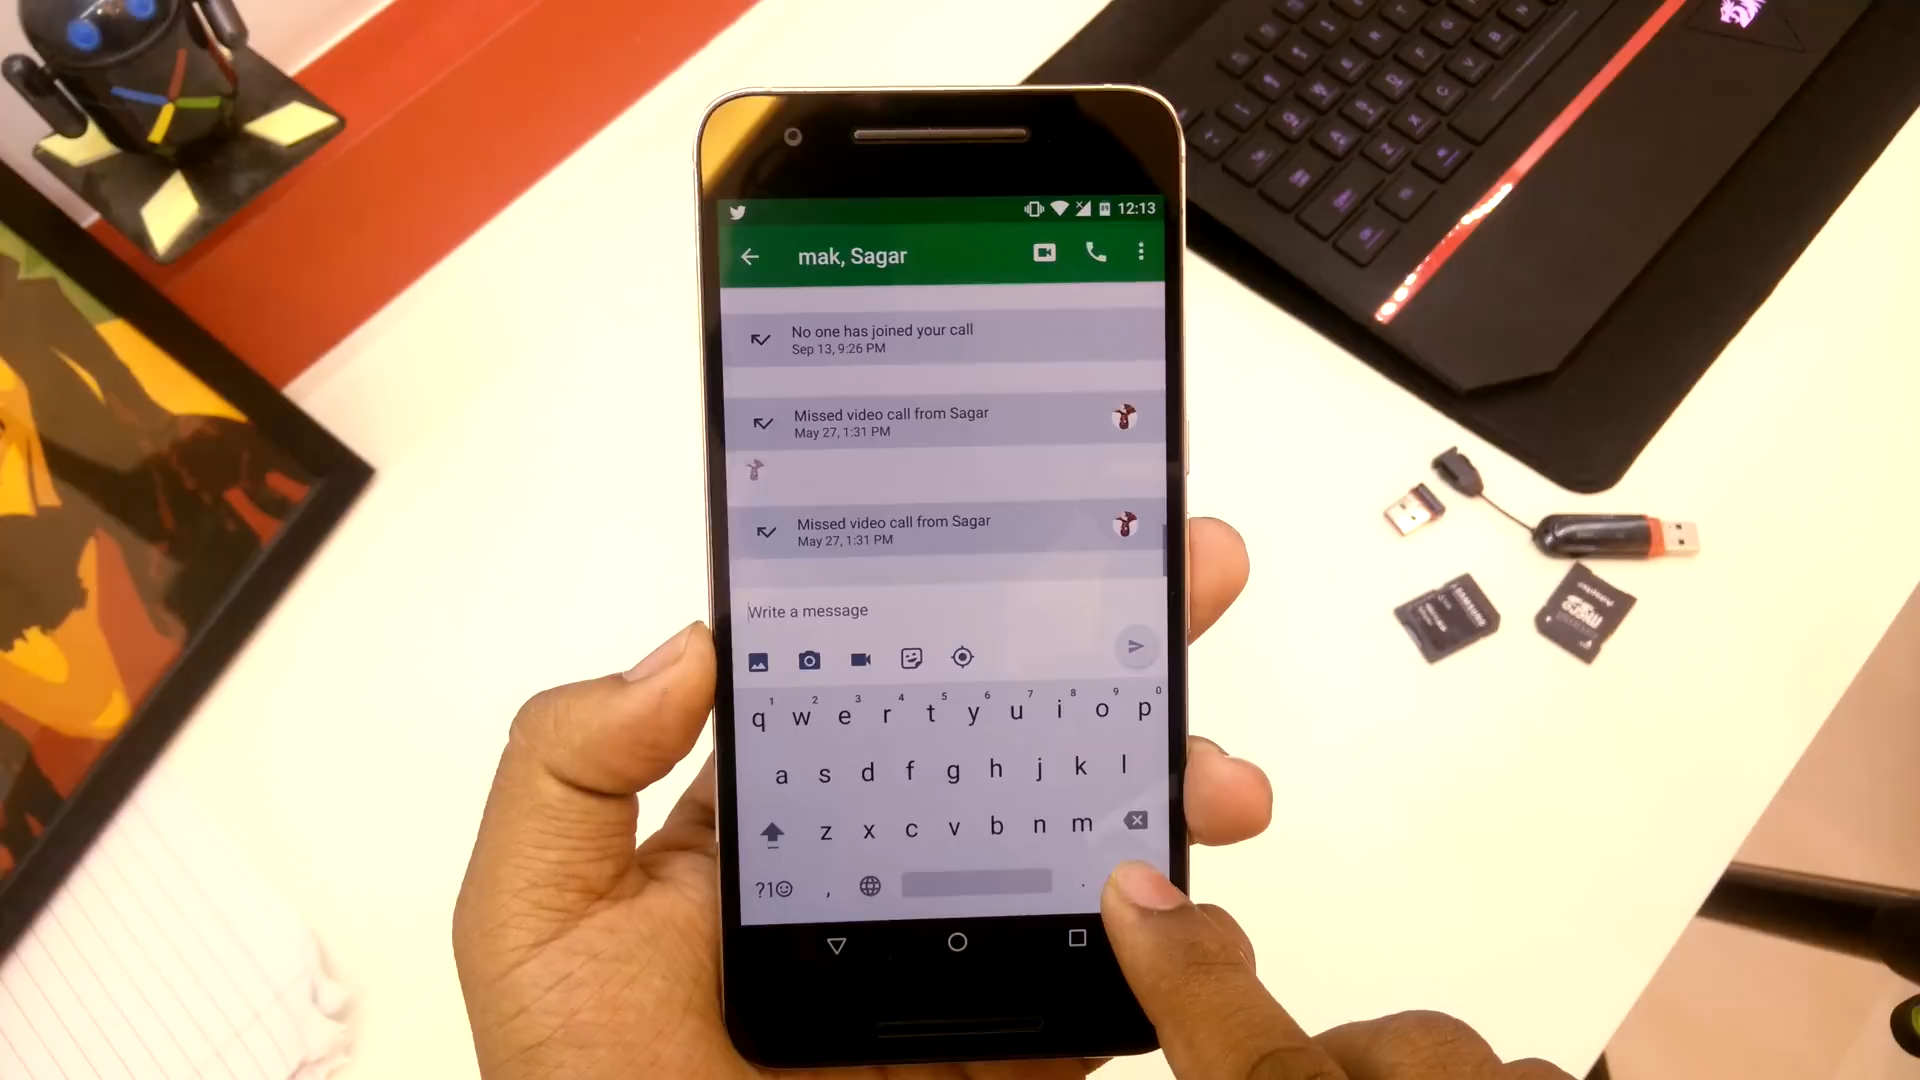 12:13
mak, Sagar
No one has joined your call
Sep 13, 9:26 PM
Missed video call from Sagar
May 27, 1:31 PM
Missed video call from Sagar
May 27, 1:31 PM
Write a message
1 2 3 4 5 6 7 8 9 0
q w e r t y u i o p
a s d f g h j k l
z x c v b n m
?1☺ , .
SAMSUNG
Adapter